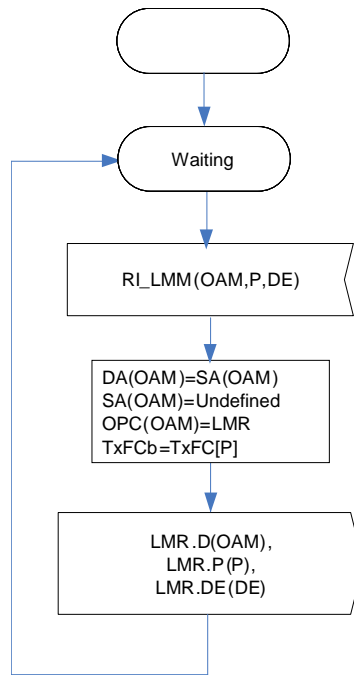 Waiting
RI_LMM(OAM,P,DE)
DA(OAM)=SA(OAM)
SA(OAM)=Undefined
OPC(OAM)=LMR
TxFCb=TxFC[P]
LMR.D(OAM),
LMR.P(P),
LMR.DE(DE)